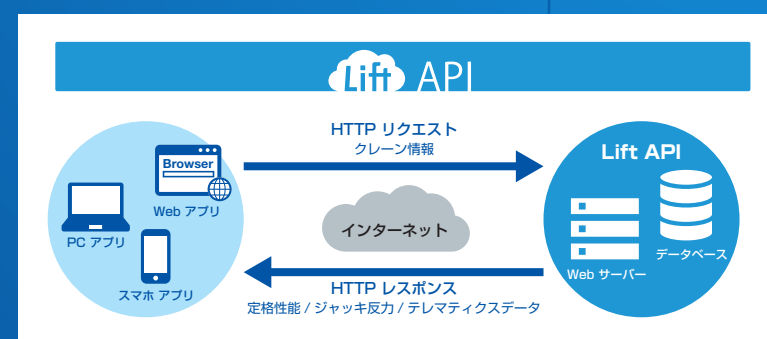 Lift API
HTTP リクエスト
クレーン情報
Browser
Web アプリ
PC アプリ
スマホ アプリ
インターネット
Lift API
データベース
Web サーバー
HTTP レスポンス
定格性能 / ジャッキ反力 / テレマティクスデータ